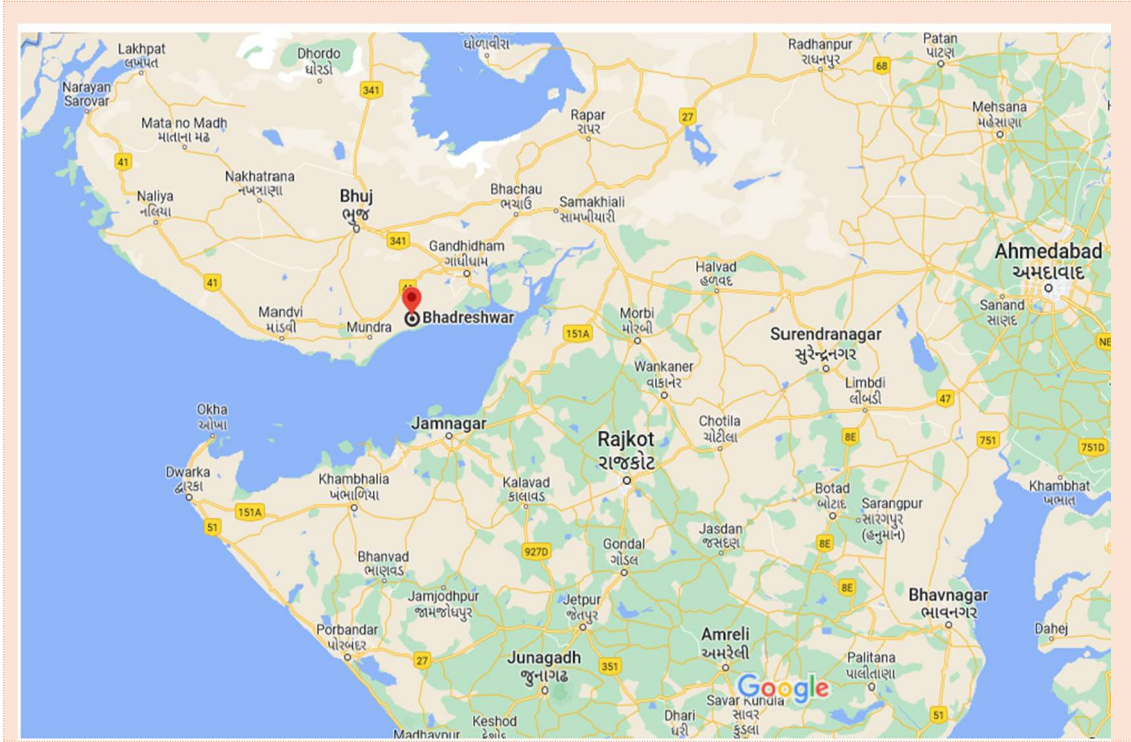 Lakhpat
લખપત
Dhordo
ધોરડો
ધોળાવીરા
Radhanpur
રાધનપુર
Patan
પાટણ
68
341
Narayan
Sarovar
Mata no Madh
માતાના મઢ
Rapar
રાપર
27
Mehsana
મહેસાણા
41
Nakhatrana
નખત્રાણા
Naliya
નલિયા
Bhuj
ભુજ
Bhachau
ભચાઉ
Samakhiali
સામખીયારી
341
Gandhidham
ગાંધીધામ
Ahmedabad
અમદાવાદ
Halvad
હળવદ
41
Sanand
સાણંદ
Mandvi
માંડવી
Mundra
Bhadreshwar
Morbi
મોરબી
151A
Surendranagar
સુરેન્દ્રનગર
NE
Wankaner
વાંકાનેર
Limbdi
લીંબડી
47
Okha
ઓખા
Jamnagar
Chotila
ચોટીલા
Rajkot
રાજકોટ
8E
751
751D
Dwarka
દ્વારકા
Khambhalia
ખંભાળિયા
Kalavad
કાલાવડ
Khambhat
ખંભાત
151A
51
Botad
બોટાદ
Sarangpur
સારંગપુર
(હનુમાન)
Jasdan
જસદણ
927D
Gondal
ગોંડલ
8E
Bhanvad
ભાણવડ
Jamjodhpur
જામજોધપુર
Jetpur
જેતપુર
8E
Bhavnagar
ભાવનગર
Porbandar
પોરબંદર
27
Junagadh
જુનાગઢ
351
Amreli
અમરેલી
Dahej
Palitana
પાલીતાણા
Google
Savar Kundla
સાવર
કુંડલા
51
Keshod
Dhari
ધરી
Madhavpur